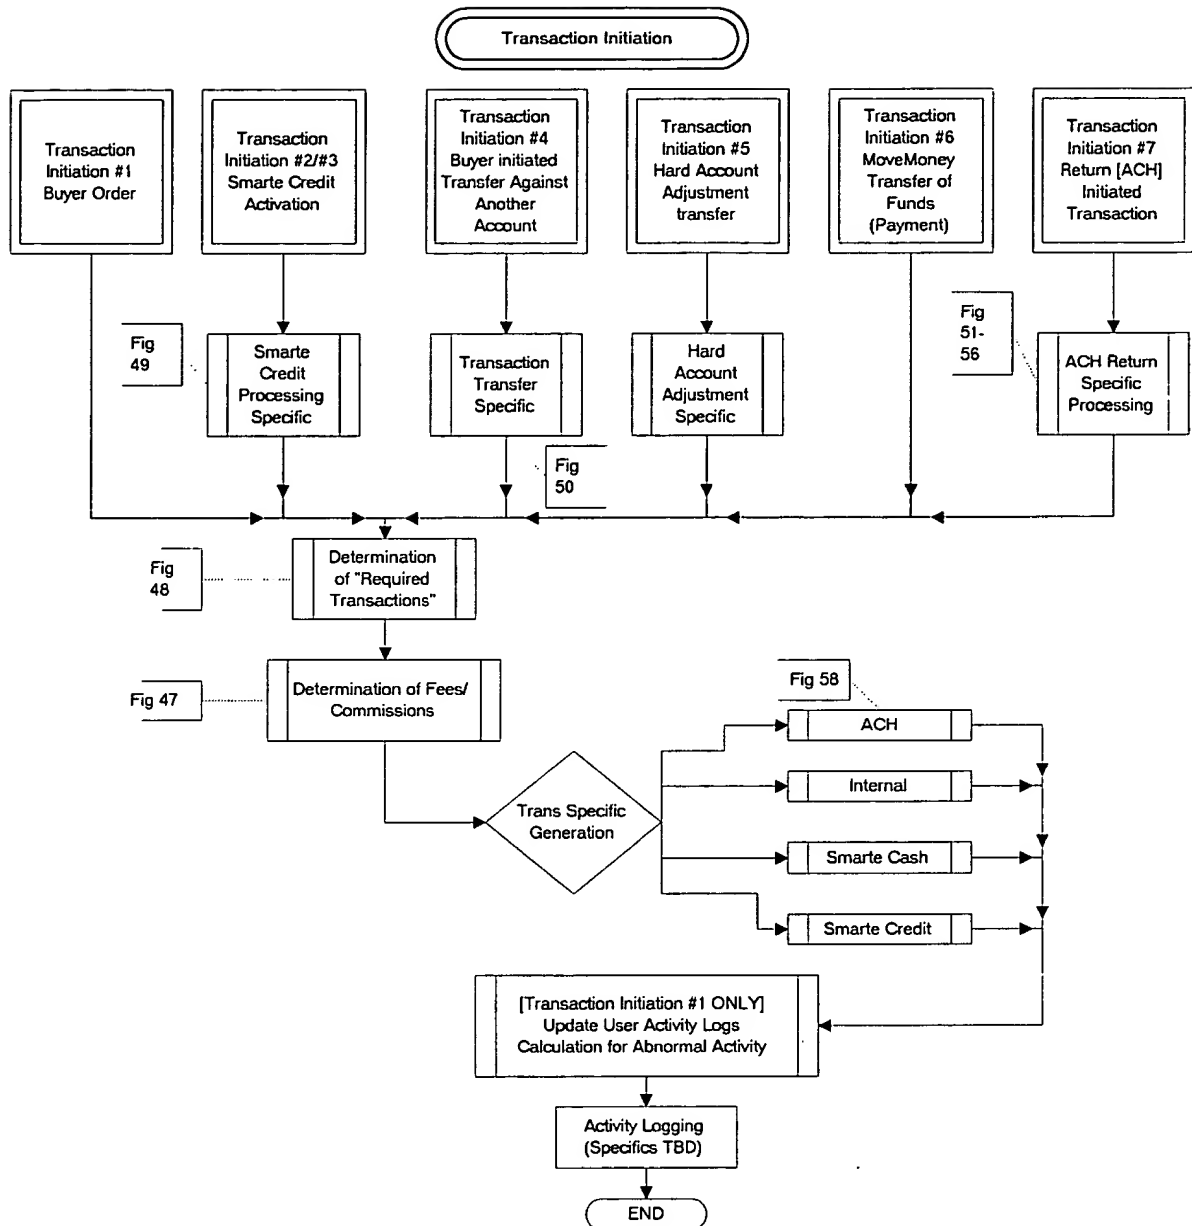 Transaction Initiation
Transaction
Initiation #1
Buyer Order
Transaction
Initiation #2/#3
Smarte Credit
Activation
Transaction
Initiation #4
Buyer initiated
Transfer Against
Another
Account
Transaction
Initiation #5
Hard Account
Adjustment
transfer
Transaction
Initiation #6
MoveMoney
Transfer of
Funds
(Payment)
Transaction
Initiation #7
Return [ACH]
Initiated
Transaction
Fig
49
Smarte
Credit
Processing
Specific
Transaction
Transfer
Specific
Hard
Account
Adjustment
Specific
Fig
51-
56
ACH Return
Specific
Processing
Fig
50
Fig
48
Determination
of "Required
Transactions"
Fig 47
Determination of Fees/
Commissions
Fig 58
ACH
Internal
Trans Specific
Generation
Smarte Cash
Smarte Credit
[Transaction Initiation #1 ONLY]
Update User Activity Logs
Calculation for Abnormal Activity
Activity Logging
(Specifics TBD)
END